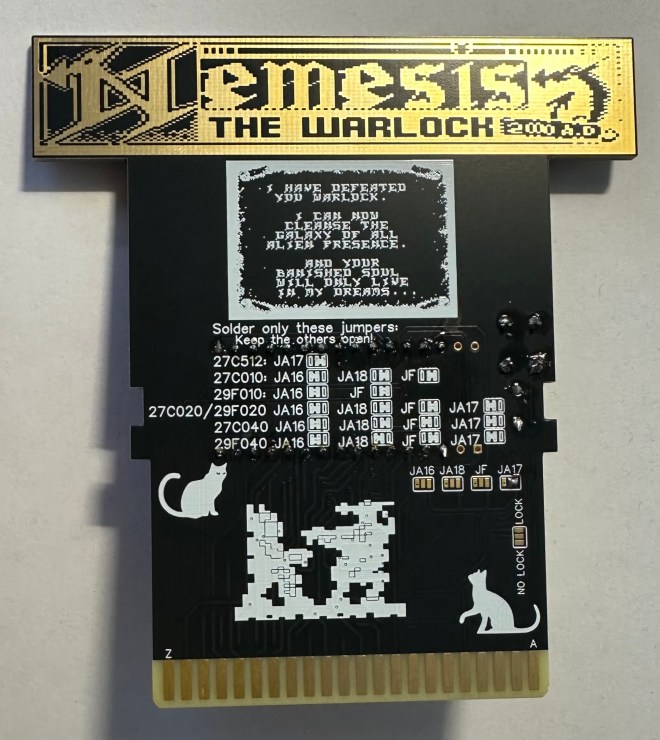 Nemesis
THE WARLOCK 2000 A.D.
I HAVE DEFEATED
YOU WARLOCK.
I CAN NOW
CLEANSE THE
GALAXY OF ALL
ALIEN PRESENCE.
AND YOUR
BANISHED SOUL
WILL ONLY LIVE
IN MY DREAMS...
Solder only these jumpers:
Keep the others open!
27C512: JA17
27C010: JA16 JA18 JF
29F010: JA16 JF
27C020/29F020 JA16 JA18 JF JA17
27C040 JA16 JA18 JF JA17
29F040: JA16 JA18 JF JA17
JA16 JA18 JF JA17
NO LOCK LOCK
Z A